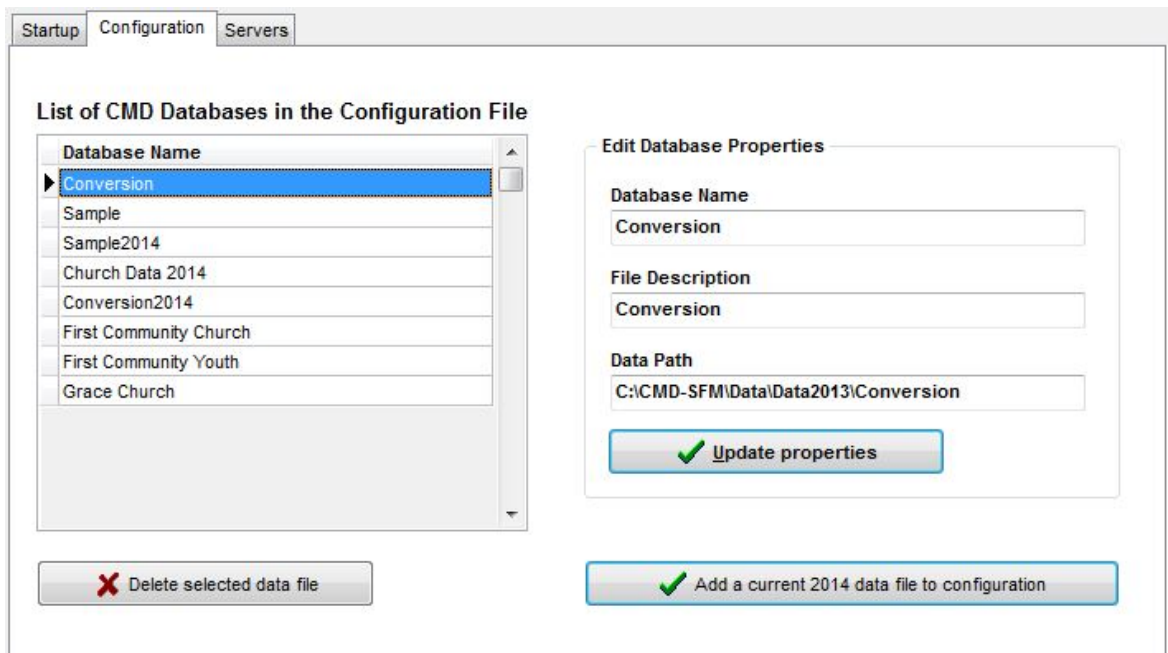 Startup
Configuration
Servers
List of CMD Databases in the Configuration File
Database Name
Conversion
Sample
Sample2014
Church Data 2014
Conversion2014
First Community Church
First Community Youth
Grace Church
Delete selected data file
Edit Database Properties
Database Name
Conversion
File Description
Conversion
Data Path
C:\CMD-SFM\Data\Data2013\Conversion
Update properties
Add a current 2014 data file to configuration